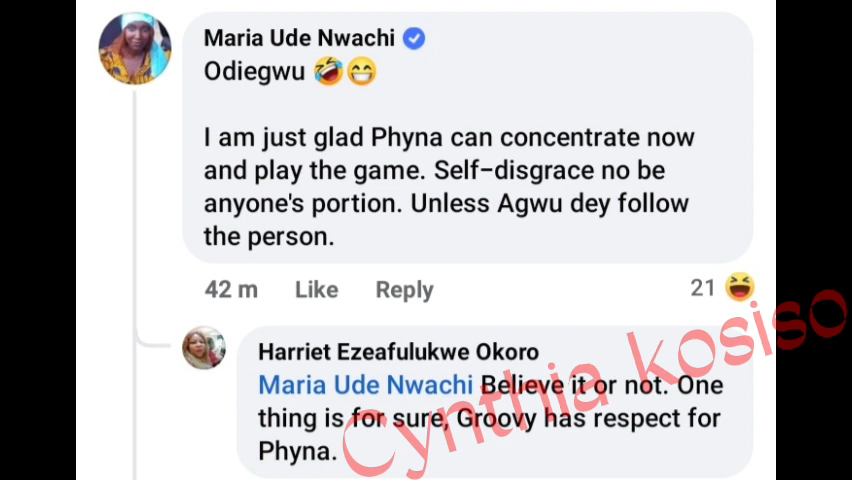 Maria Ude Nwachi
Odiegwu 🤣😁
I am just glad Phyna can concentrate now
and play the game. Self-disgrace no be
anyone's portion. Unless Agwu dey follow
the person.
42 m Like Reply 21 😆
Harriet Ezeafulukwe Okoro
Maria Ude Nwachi Believe it or not. One
thing is for sure, Groovy has respect for
Phyna.
Cynthia kosiso